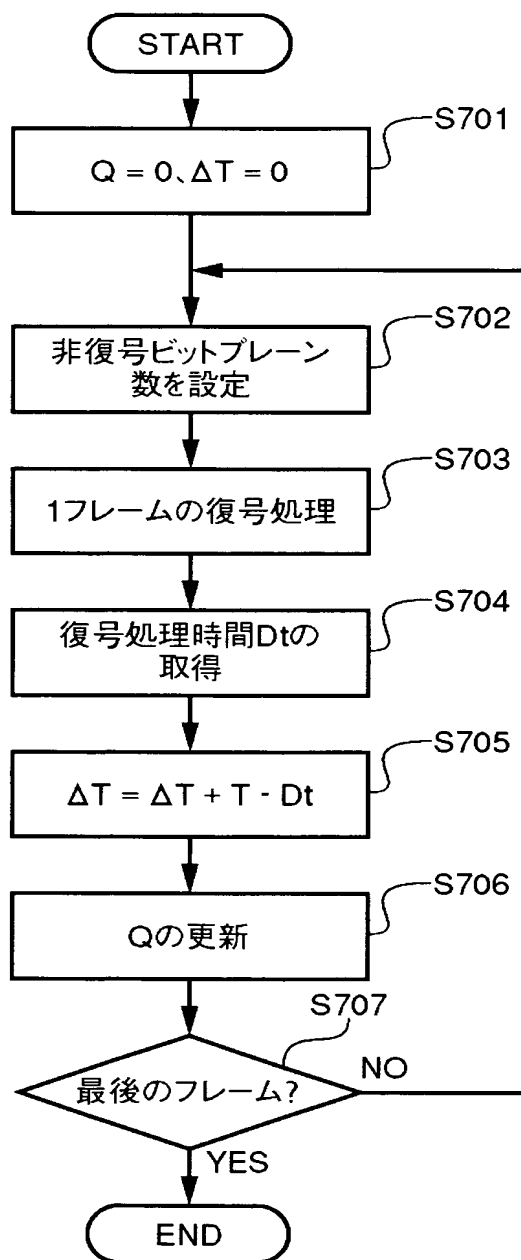 START
S701
Q = 0、ΔT = 0
S702
非復号ビットプレーン
数を設定
S703
1フレームの復号処理
S704
復号処理時間Dtの
取得
S705
ΔT = ΔT + T - Dt
S706
Qの更新
S707
最後のフレーム?
NO
YES
END